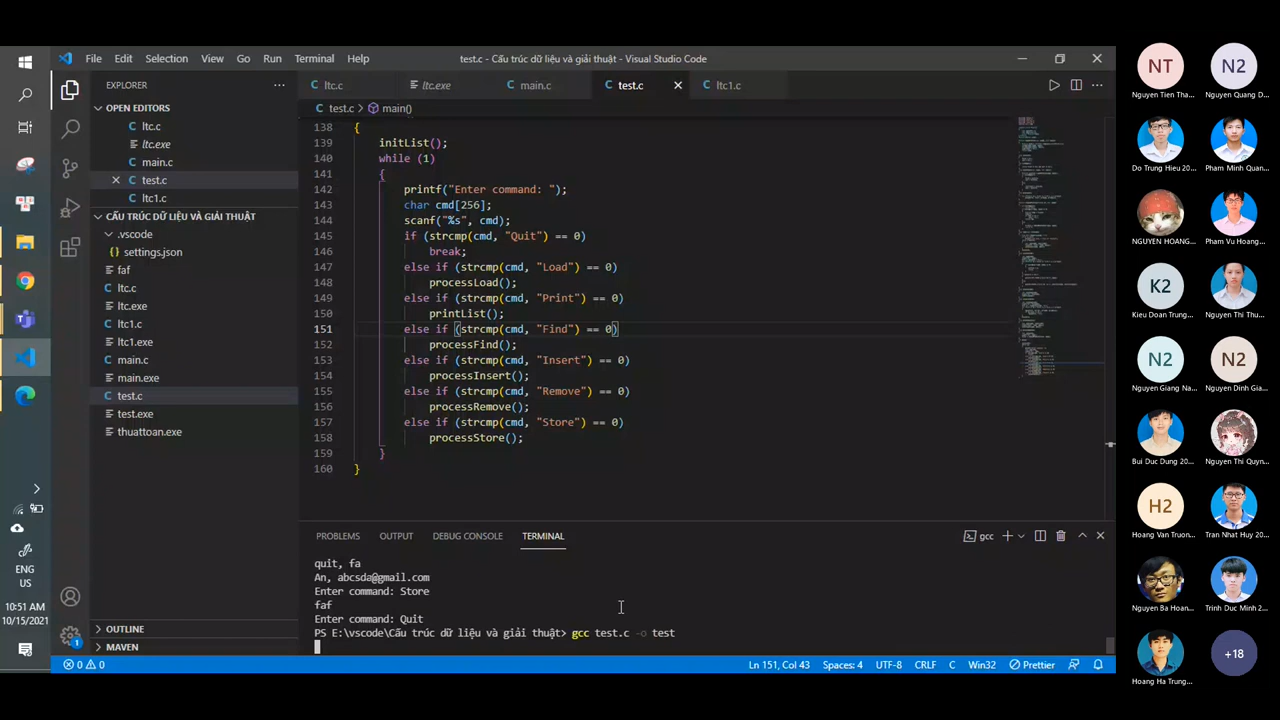 File Edit Selection View Go Run Terminal Help
test.c - Cấu trúc dữ liệu và giải thuật - Visual Studio Code
EXPLORER
OPEN EDITORS
ltc.c
ltc.exe
main.c
test.c
ltc1.c
CẤU TRÚC DỮ LIỆU VÀ GIẢI THUẬT
.vscode
settings.json
faf
ltc.c
ltc.exe
ltc1.c
ltc1.exe
main.c
main.exe
test.c
test.exe
thuattoan.exe
OUTLINE
MAVEN
ltc.c ltc.exe main.c test.c ltc1.c
test.c > main()
138 {
139 initList();
140 while (1)
141 {
142 printf("Enter command: ");
143 char cmd[256];
144 scanf("%s", cmd);
145 if (strcmp(cmd, "Quit") == 0)
146 break;
147 else if (strcmp(cmd, "Load") == 0)
148 processLoad();
149 else if (strcmp(cmd, "Print") == 0)
150 printList();
151 else if (strcmp(cmd, "Find") == 0)
152 processFind();
153 else if (strcmp(cmd, "Insert") == 0)
154 processInsert();
155 else if (strcmp(cmd, "Remove") == 0)
156 processRemove();
157 else if (strcmp(cmd, "Store") == 0)
158 processStore();
159 }
160 }
PROBLEMS OUTPUT DEBUG CONSOLE TERMINAL
gcc
quit, fa
An, abcsda@gmail.com
Enter command: Store
faf
Enter command: Quit
PS E:\vscode\Cấu trúc dữ liệu và giải thuật> gcc test.c -o test
0 0
Ln 151, Col 43 Spaces: 4 UTF-8 CRLF C Win32 Prettier
ENG
US
10:51 AM
10/15/2021
1
NT N2
Nguyen Tien Tha... Nguyen Quang D...
Do Trung Hieu 20... Pham Minh Quan...
NGUYEN HOANG... Pham Vu Hoang...
K2
Kieu Doan Trung... Nguyen Thi Thu...
N2 N2
Nguyen Giang Na... Nguyen Dinh Gia...
Bui Duc Dung 20... Nguyen Thi Quyn...
H2
Hoang Van Truon... Tran Nhat Huy 20...
Nguyen Ba Hoan... Trinh Duc Minh 2...
+18
Hoang Ha Trung...